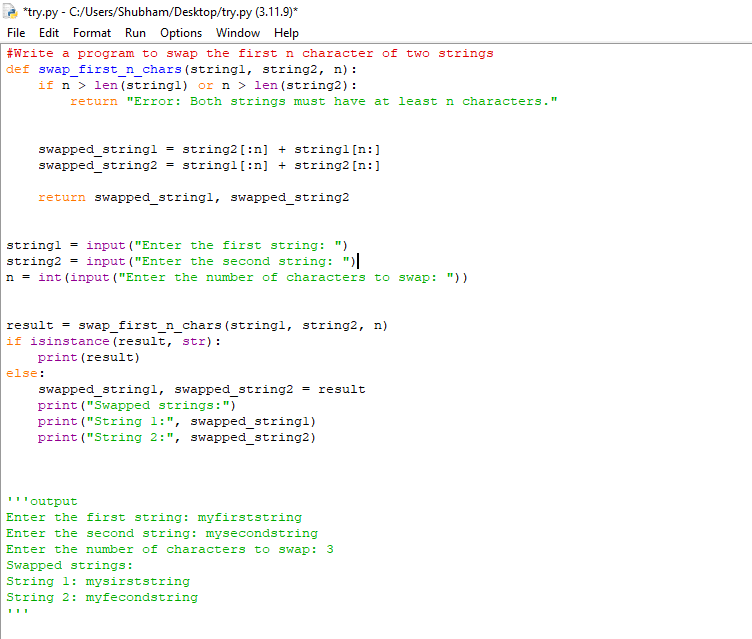 *try.py - C:/Users/Shubham/Desktop/try.py (3.11.9)*
File Edit Format Run Options Window Help
#Write a program to swap the first n character of two strings
def swap_first_n_chars(string1, string2, n):
    if n > len(string1) or n > len(string2):
        return "Error: Both strings must have at least n characters."
    swapped_string1 = string2[:n] + string1[n:]
    swapped_string2 = string1[:n] + string2[n:]
    return swapped_string1, swapped_string2
string1 = input("Enter the first string: ")
string2 = input("Enter the second string: ")
n = int(input("Enter the number of characters to swap: "))
result = swap_first_n_chars(string1, string2, n)
if isinstance(result, str):
    print(result)
else:
    swapped_string1, swapped_string2 = result
    print("Swapped strings:")
    print("String 1:", swapped_string1)
    print("String 2:", swapped_string2)
'''output
Enter the first string: myfirststring
Enter the second string: mysecondstring
Enter the number of characters to swap: 3
Swapped strings:
String 1: mysirststring
String 2: myfecondstring
'''